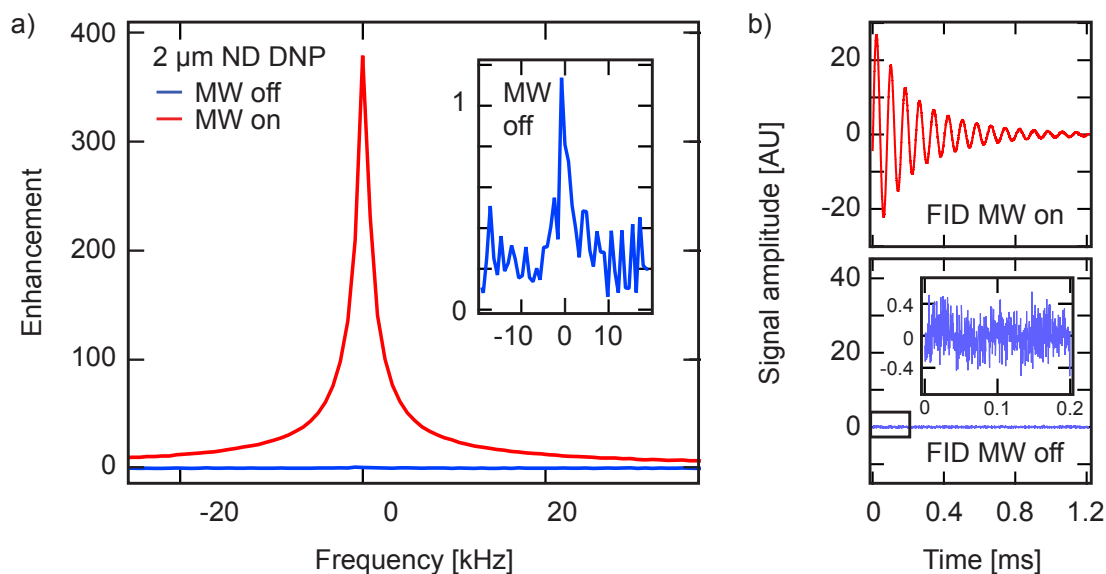 a)
2 µm ND DNP
MW off
MW on
Enhancement
400
300
200
100
0
-20
0
20
Frequency [kHz]
MW
off
1
0
-10
0
10
b)
Signal amplitude [AU]
20
0
-20
FID MW on
40
20
0
0.4
0
-0.4
0
0.1
0.2
FID MW off
0
0.4
0.8
1.2
Time [ms]